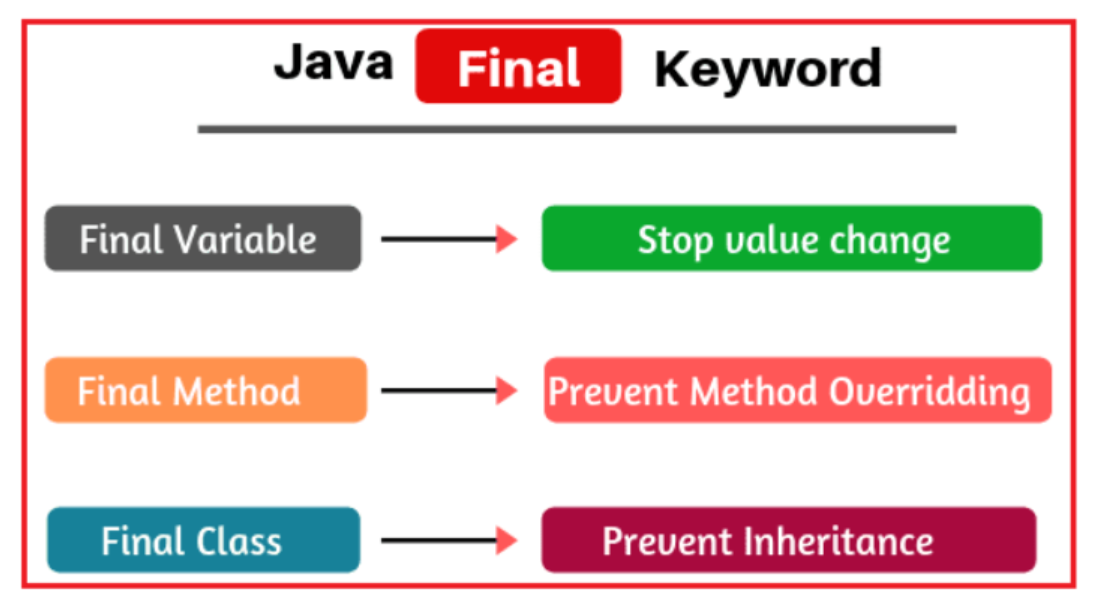 Java Final Keyword
Final Variable Stop value change
Final Method Prevent Method Overridding
Final Class Prevent Inheritance